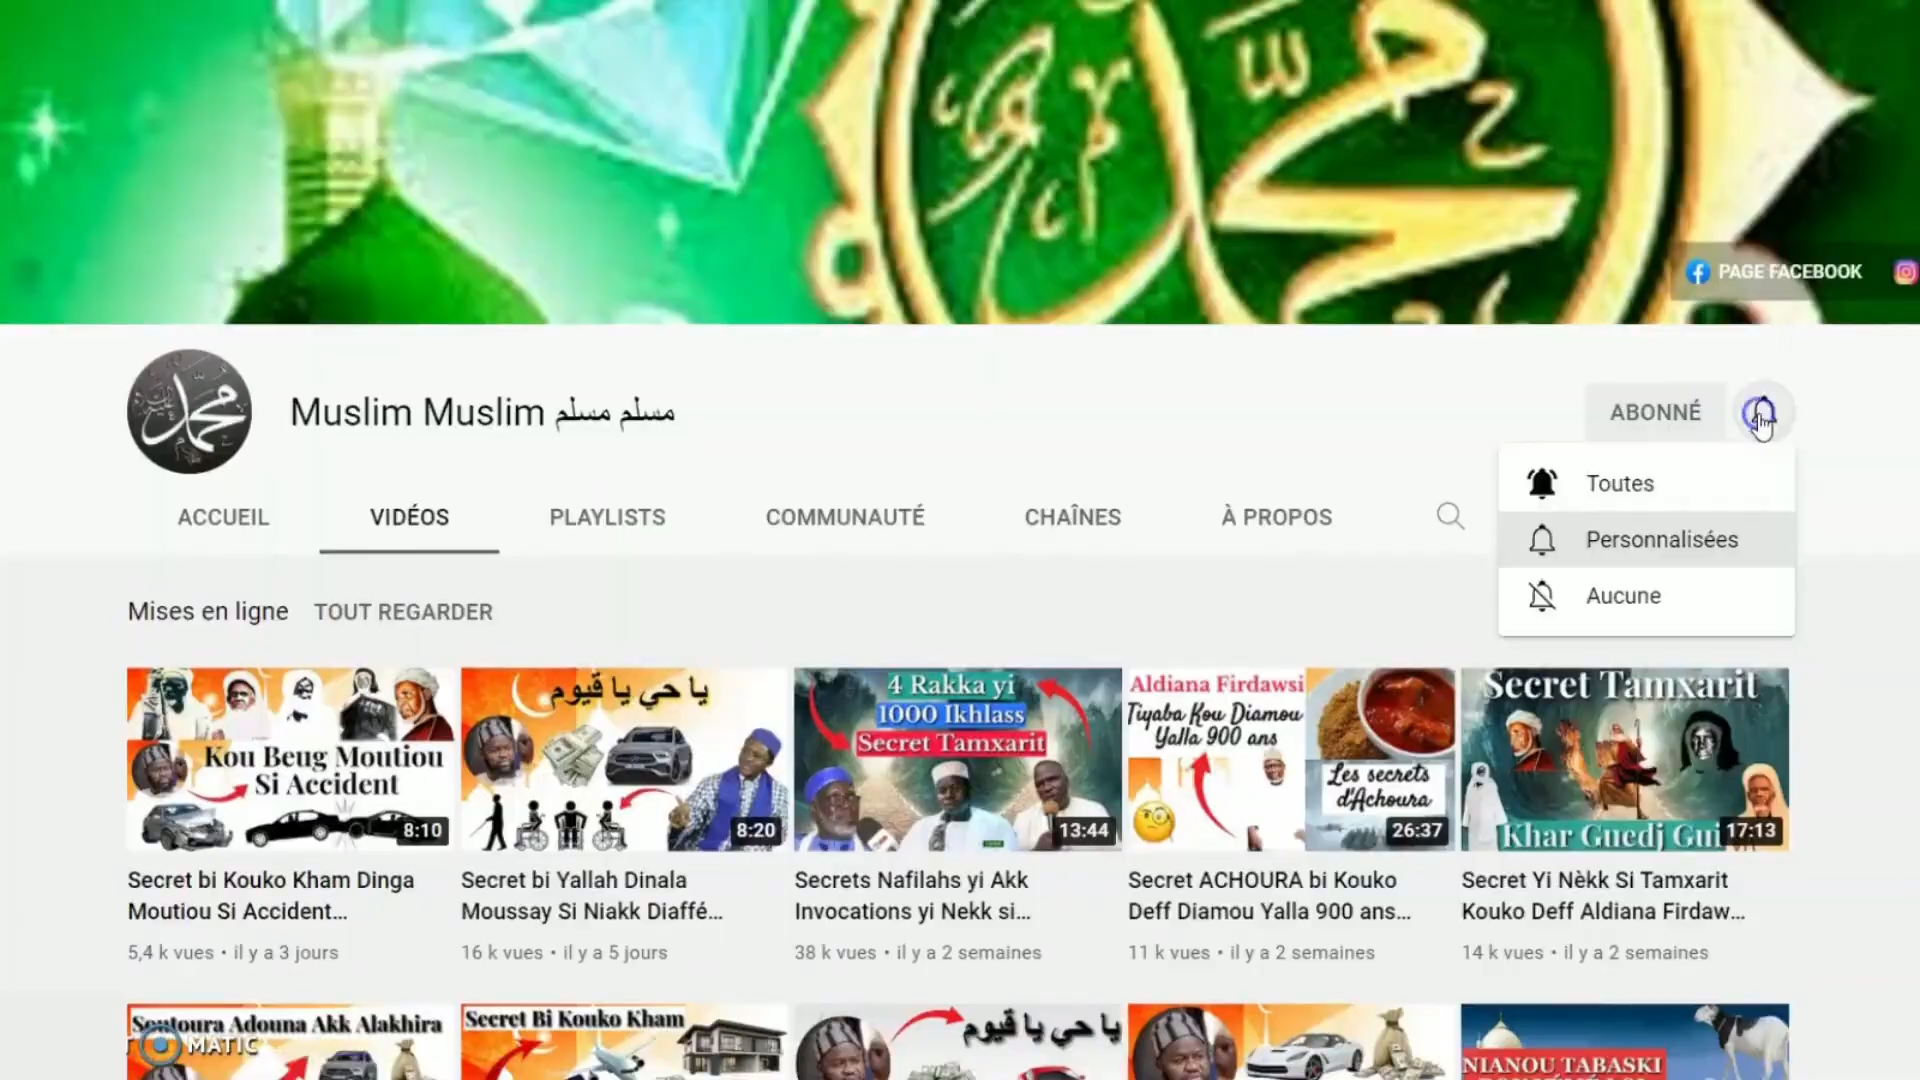 محمد
PAGE FACEBOOK
Muslim Muslim مسلم مسلم
ABONNÉ
Toutes
Personnalisées
Aucune
ACCUEIL
VIDÉOS
PLAYLISTS
COMMUNAUTÉ
CHAÎNES
À PROPOS
Mises en ligne
TOUT REGARDER
Kou Beug Moutiou
Si Accident
8:10
يا حي يا قيوم
8:20
4 Rakka yi
1000 Ikhlass
Secret Tamxarit
13:44
Aldiana Firdawsi
Tiyaba Kou Diamou
Yalla 900 ans
Les secrets
d'Achoura
26:37
Secret Tamxarit
Khar Guedj Gui
17:13
Secret bi Kouko Kham Dinga
Moutiou Si Accident...
5,4 k vues • il y a 3 jours
Secret bi Yallah Dinala
Moussay Si Niakk Diaffé...
16 k vues • il y a 5 jours
Secrets Nafilahs yi Akk
Invocations yi Nekk si...
38 k vues • il y a 2 semaines
Secret ACHOURA bi Kouko
Deff Diamou Yalla 900 ans...
11 k vues • il y a 2 semaines
Secret Yi Nèkk Si Tamxarit
Kouko Deff Aldiana Firdaw...
14 k vues • il y a 2 semaines
Soutoura Adouna Akk Alakhira
MATIC
Secret Bi Kouko Kham
يا حي يا قيوم
NIANOU TABASKI